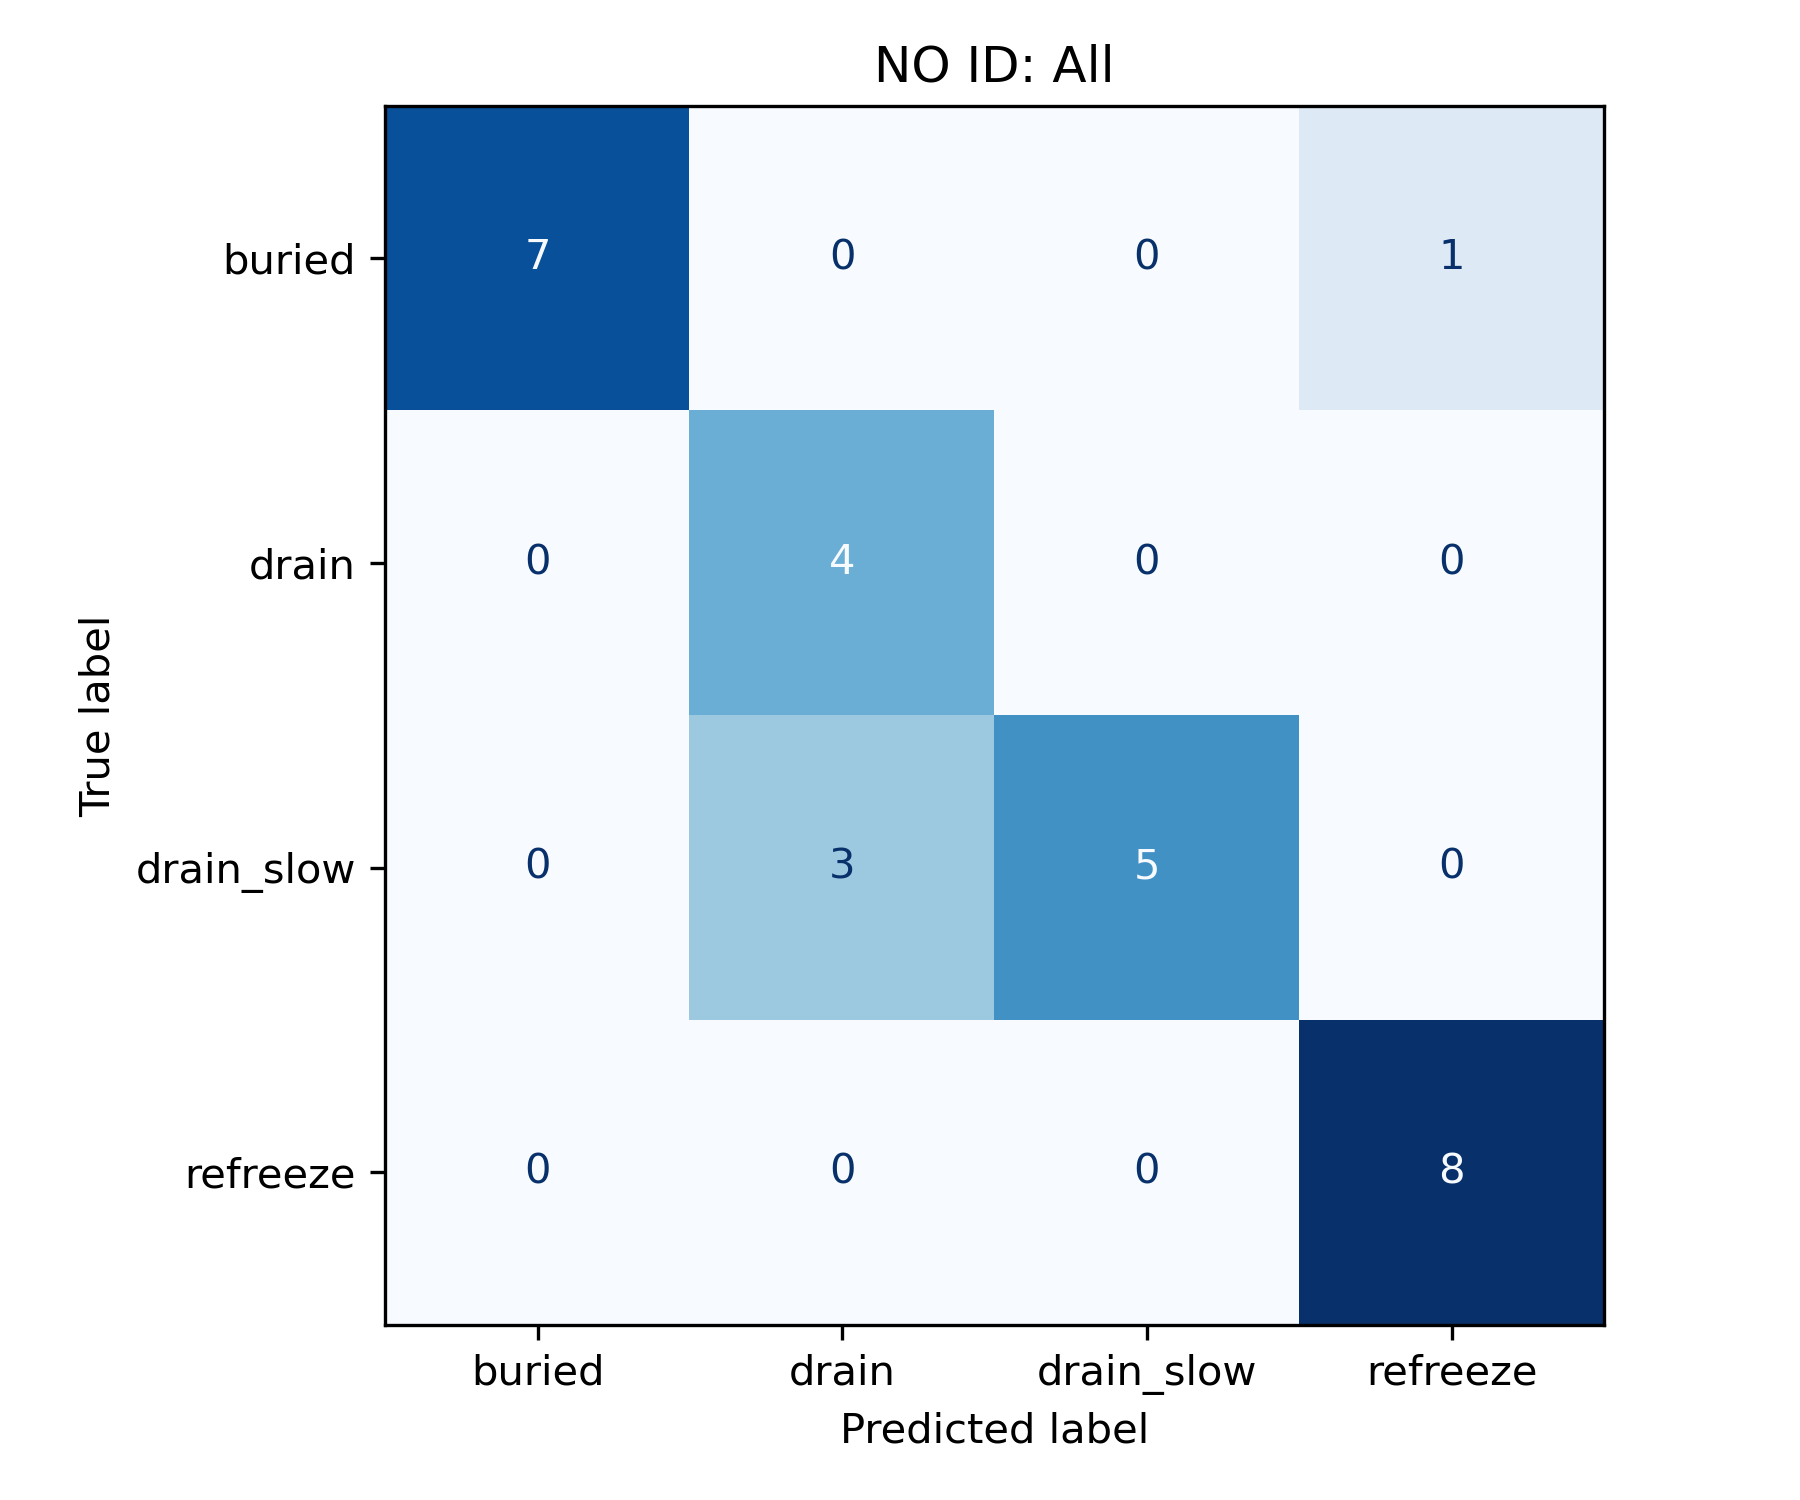 NO ID: All
buried 7 0 0 1
drain 0 4 0 0
drain_slow 0 3 5 0
refreeze 0 0 0 8
buried drain drain_slow refreeze
Predicted label
True label